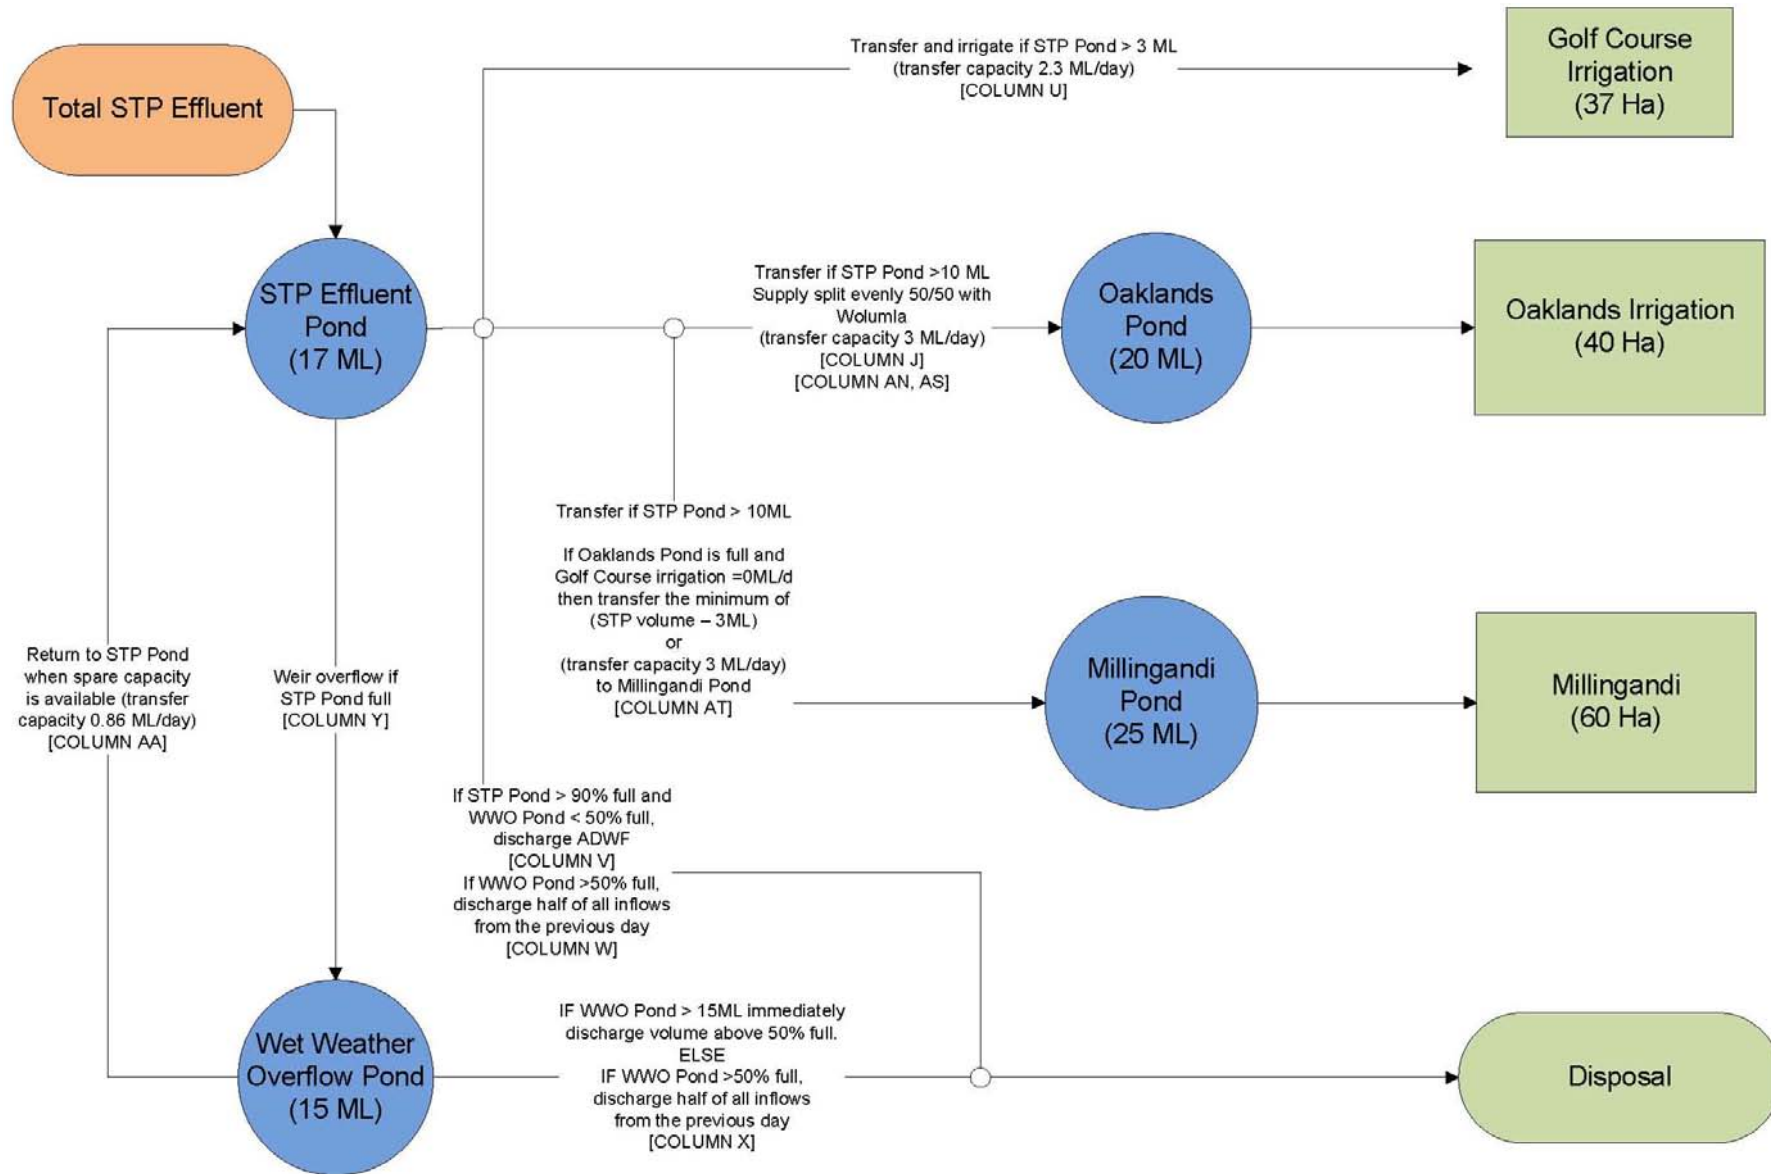 Total STP Effluent
Transfer and irrigate if STP Pond > 3 ML
(transfer capacity 2.3 ML/day)
[COLUMN U]
Golf Course
Irrigation
(37 Ha)
STP Effluent
Pond
(17 ML)
Transfer if STP Pond >10 ML
Supply split evenly 50/50 with
Wolumla
(transfer capacity 3 ML/day)
[COLUMN J]
[COLUMN AN, AS]
Oaklands
Pond
(20 ML)
Oaklands Irrigation
(40 Ha)
Transfer if STP Pond > 10ML
If Oaklands Pond is full and
Golf Course irrigation =0ML/d
then transfer the minimum of
(STP volume – 3ML)
or
(transfer capacity 3 ML/day)
to Millingandi Pond
[COLUMN AT]
Millingandi
Pond
(25 ML)
Millingandi
(60 Ha)
Return to STP Pond
when spare capacity
is available (transfer
capacity 0.86 ML/day)
[COLUMN AA]
Weir overflow if
STP Pond full
[COLUMN Y]
If STP Pond > 90% full and
WWO Pond < 50% full,
discharge ADWF
[COLUMN V]
If WWO Pond >50% full,
discharge half of all inflows
from the previous day
[COLUMN W]
Wet Weather
Overflow Pond
(15 ML)
IF WWO Pond > 15ML immediately
discharge volume above 50% full.
ELSE
IF WWO Pond >50% full,
discharge half of all inflows
from the previous day
[COLUMN X]
Disposal